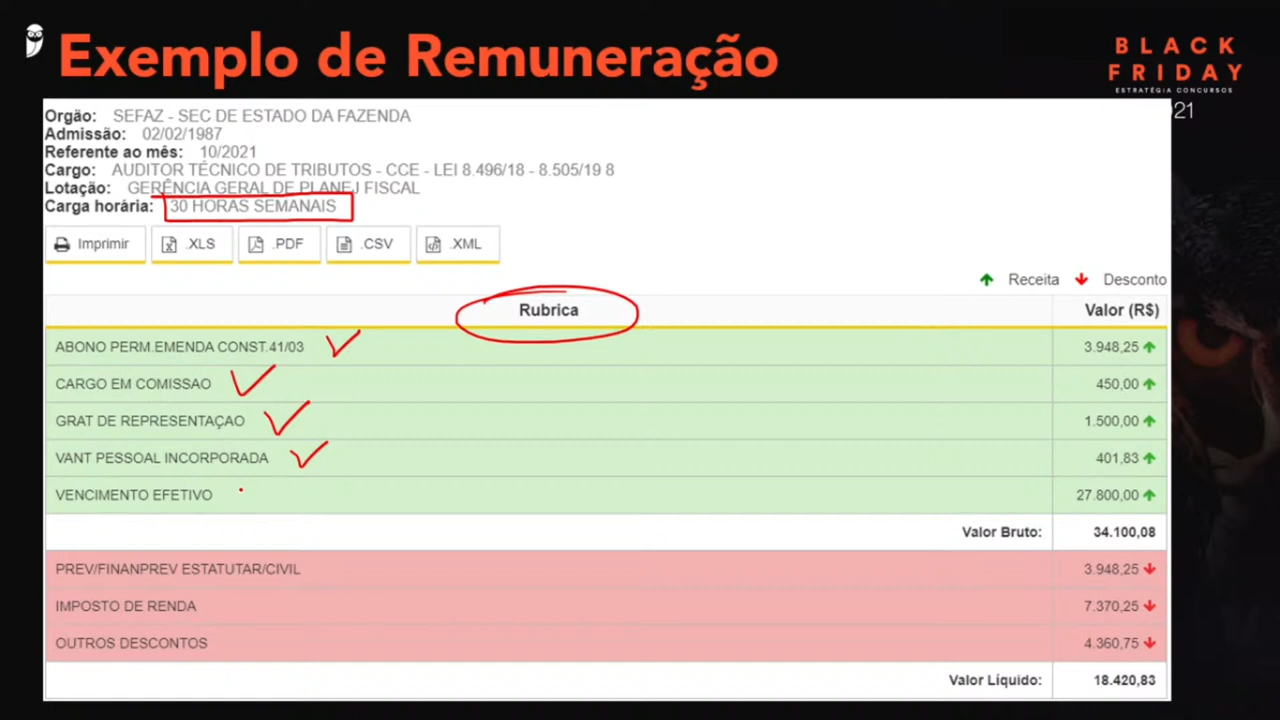 Exemplo de Remuneração
BLACK
FRIDAY
ESTRATÉGIA CONCURSOS
21
Orgão: SEFAZ - SEC DE ESTADO DA FAZENDA
Admissão: 02/02/1987
Referente ao mês: 10/2021
Cargo: AUDITOR TÉCNICO DE TRIBUTOS - CCE - LEI 8.496/18 - 8.505/19 8
Lotação: GERÊNCIA GERAL DE PLANEJ FISCAL
Carga horária: 30 HORAS SEMANAIS
Imprimir .XLS .PDF .CSV .XML
Receita Desconto
Rubrica Valor (R$)
ABONO PERM.EMENDA CONST.41/03 3.948,25
CARGO EM COMISSAO 450,00
GRAT DE REPRESENTAÇAO 1.500,00
VANT PESSOAL INCORPORADA 401,83
VENCIMENTO EFETIVO 27.800,00
Valor Bruto: 34.100,08
PREV/FINANPREV ESTATUTAR/CIVIL 3.948,25
IMPOSTO DE RENDA 7.370,25
OUTROS DESCONTOS 4.360,75
Valor Líquido: 18.420,83